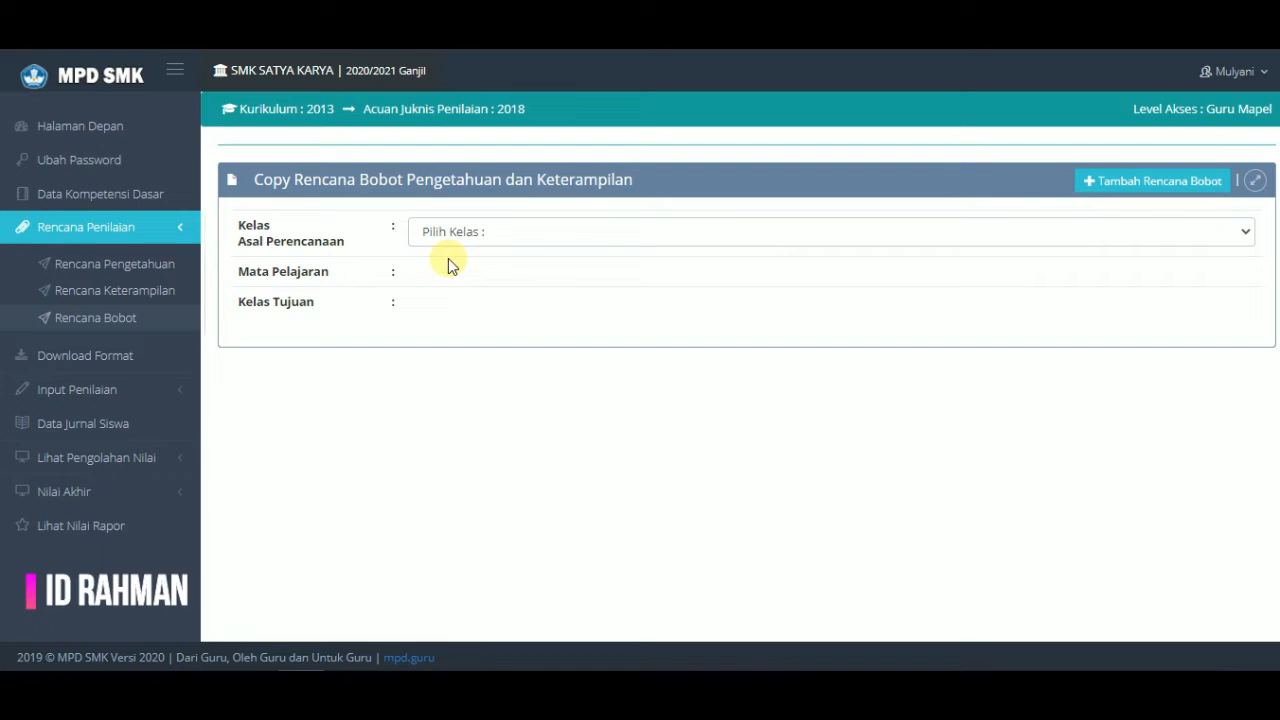 MPD SMK
SMK SATYA KARYA | 2020/2021 Ganjil
Mulyani
Kurikulum : 2013 → Acuan Juknis Penilaian : 2018
Level Akses : Guru Mapel
Halaman Depan
Ubah Password
Data Kompetensi Dasar
Rencana Penilaian
Rencana Pengetahuan
Rencana Keterampilan
Rencana Bobot
Download Format
Input Penilaian
Data Jurnal Siswa
Lihat Pengolahan Nilai
Nilai Akhir
Lihat Nilai Rapor
ID RAHMAN
Copy Rencana Bobot Pengetahuan dan Keterampilan
+ Tambah Rencana Bobot |
Kelas :
Asal Perencanaan
Pilih Kelas :
Mata Pelajaran :
Kelas Tujuan :
2019 © MPD SMK Versi 2020 | Dari Guru, Oleh Guru dan Untuk Guru | mpd.guru